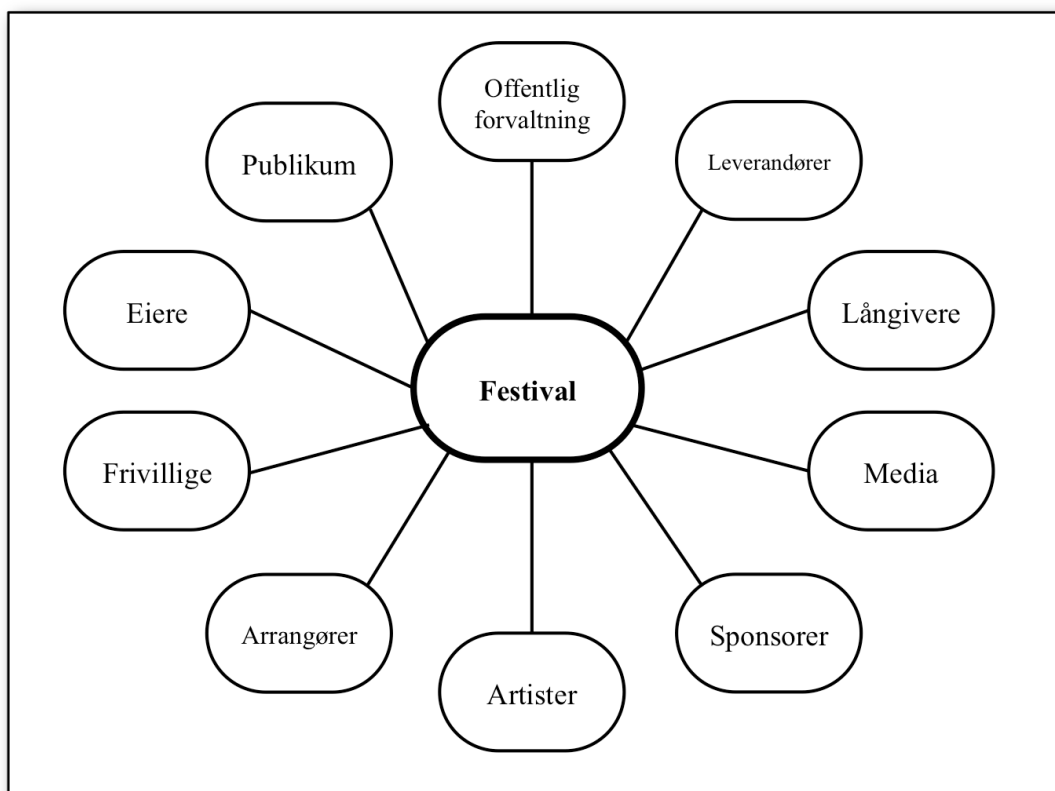 Offentlig
forvaltning
Publikum
Leverandører
Eiere
Långivere
Festival
Frivillige
Media
Arrangører
Sponsorer
Artister